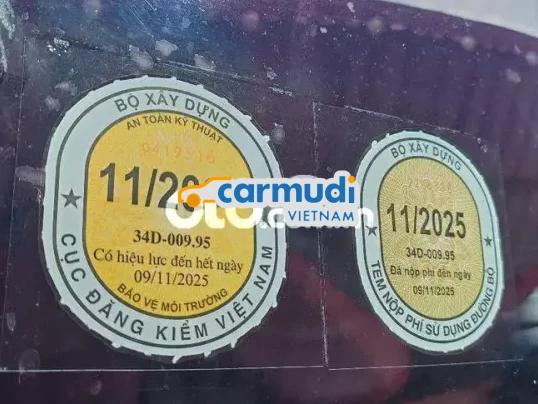 BỘ XÂY DỰNG
AN TOÀN KỸ THUẬT
0419316
11/20
34D-009.95
Có hiệu lực đến hết ngày
09/11/2025
BẢO VỆ MÔI TRƯỜNG
CỤC ĐĂNG KIỂM VIỆT NAM
carmudi
VIETNAM
BỘ XÂY DỰNG
11/2025
34D-009.95
Đã nộp phí đến ngày
09/11/2025
TEM NỘP PHÍ SỬ DỤNG ĐƯỜNG BỘ